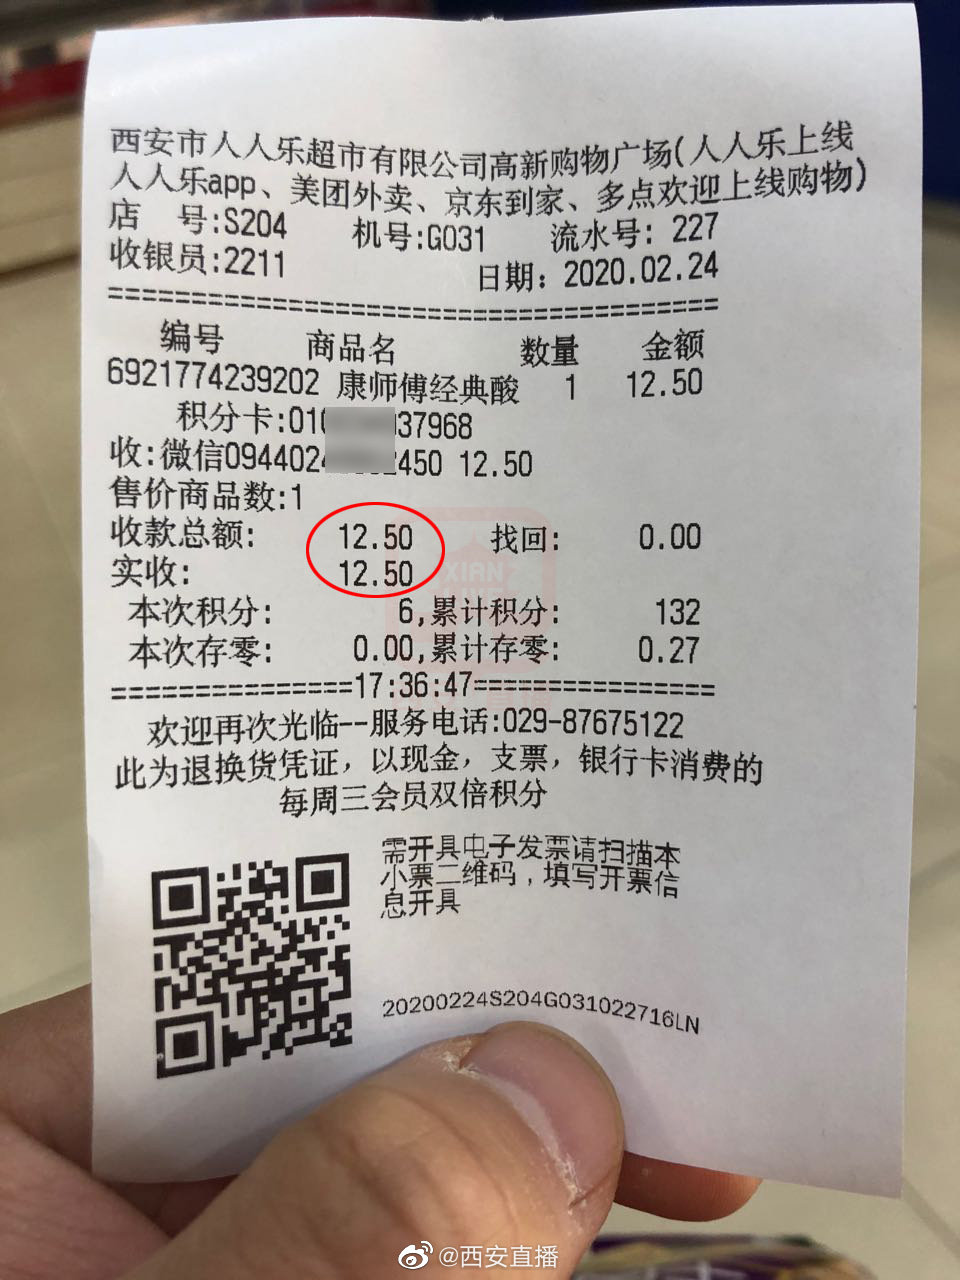 西安市人人乐超市有限公司高新购物广场(人人乐上线
人人乐app、美团外卖、京东到家、多点欢迎上线购物)
店 号:S204 机号:G031 流水号: 227
收银员:2211 日期: 2020.02.24
================================================
编号 商品名 数量 金额
6921774239202 康师傅经典酸 1 12.50
积分卡:010 037968
收:微信0944024 2450 12.50
售价商品数:1
收款总额: 12.50 找回: 0.00
实收: 12.50
本次积分: 6,累计积分: 132
本次存零: 0.00,累计存零: 0.27
================17:36:47================
欢迎再次光临--服务电话:029-87675122
此为退换货凭证, 以现金, 支票, 银行卡消费的
每周三会员双倍积分
需开具电子发票请扫描本
小票二维码，填写开票信
息开具
20200224S204G031022716LN
XIAN
@西安直播